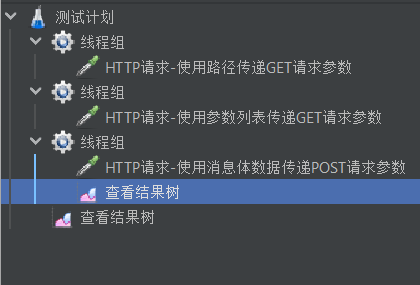 测试计划
线程组
HTTP请求-使用路径传递GET请求参数
线程组
HTTP请求-使用参数列表传递GET请求参数
线程组
HTTP请求-使用消息体数据传递POST请求参数
查看结果树
查看结果树